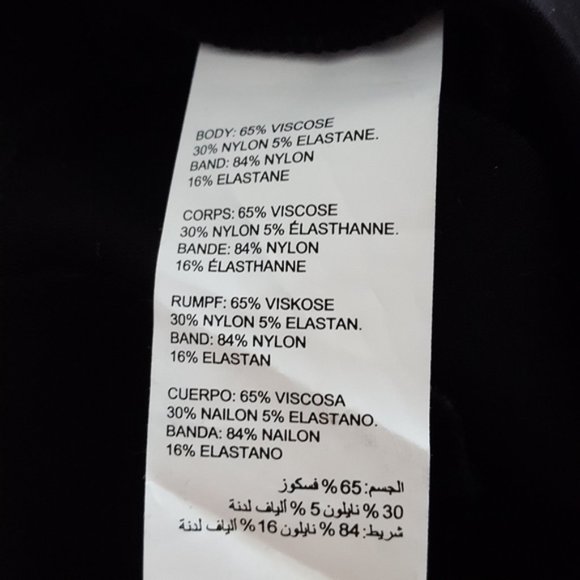 BODY: 65% VISCOSE
30% NYLON 5% ELASTANE.
BAND: 84% NYLON
16% ELASTANE
CORPS: 65% VISCOSE
30% NYLON 5% ÉLASTHANNE.
BANDE: 84% NYLON
16% ÉLASTHANNE
RUMPF: 65% VISKOSE
30% NYLON 5% ELASTAN.
BAND: 84% NYLON
16% ELASTAN
CUERPO: 65% VISCOSA
30% NAILON 5% ELASTANO.
BANDA: 84% NAILON
16% ELASTANO
الجسم: 65 % فسكوز
30 % نايلون 5 % ألياف لدنة
شريط: 84 % نايلون 16 % ألياف لدنة